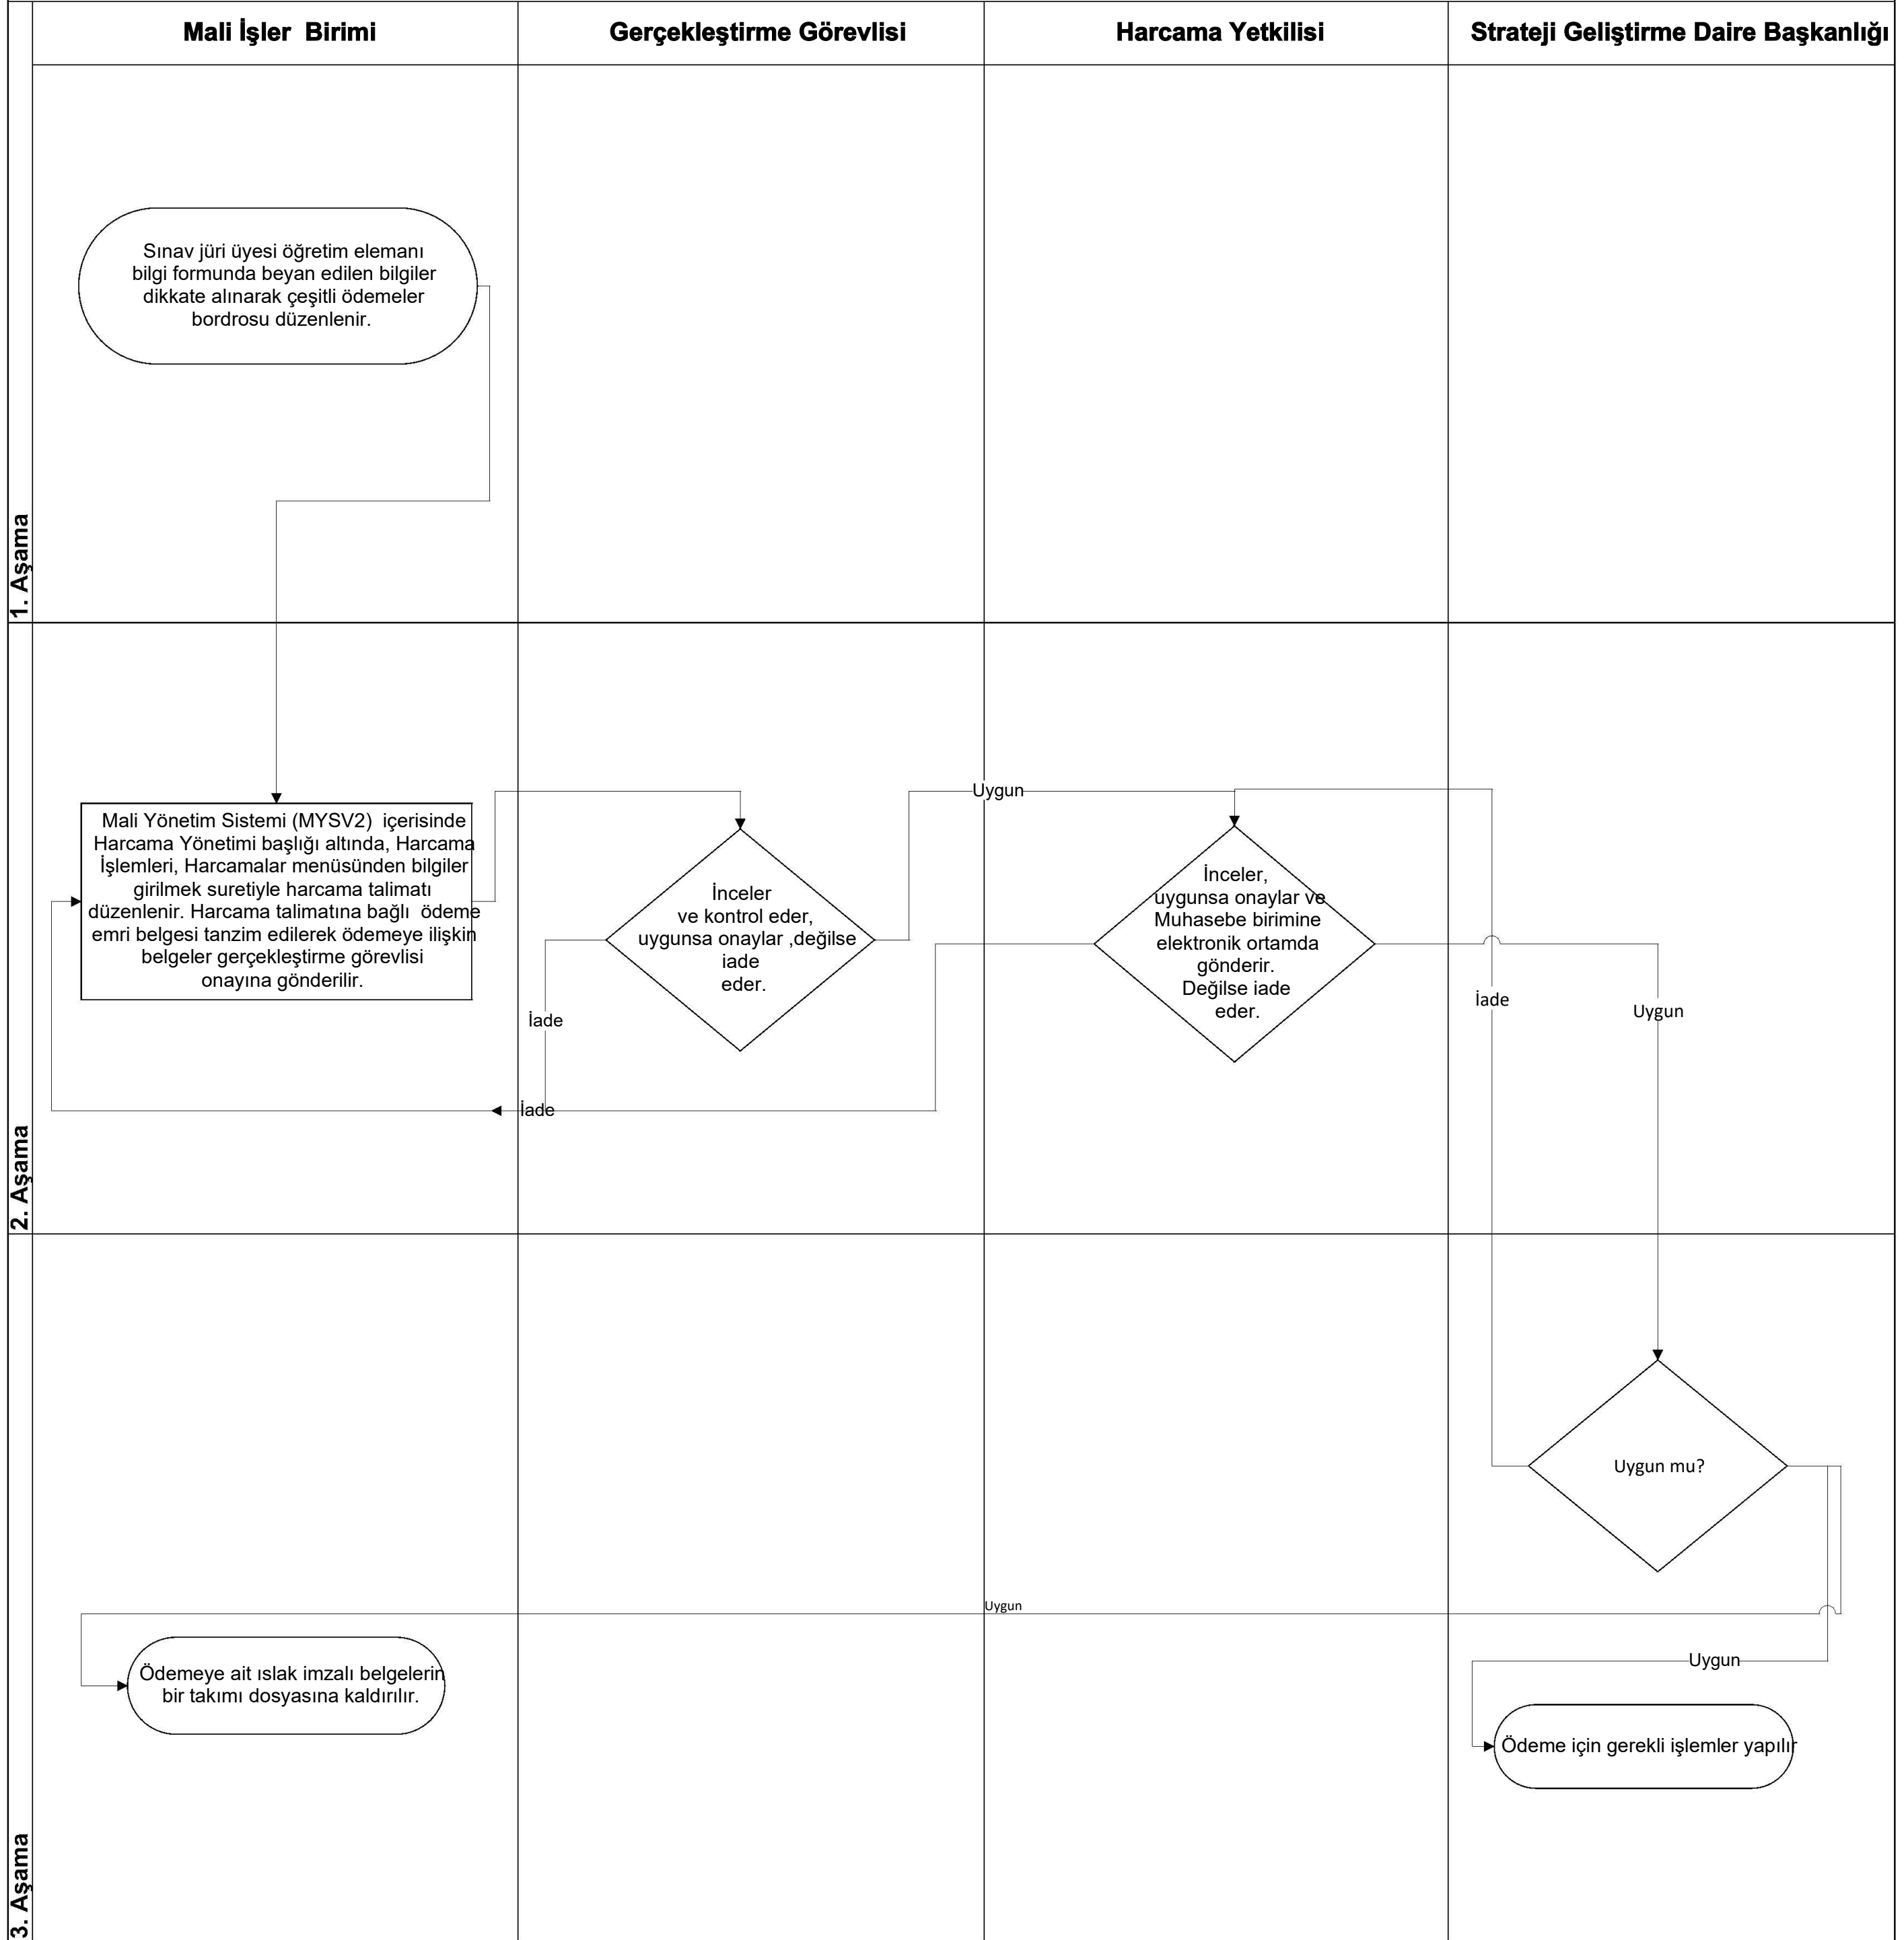 Mali İşler  Birimi
Gerçekleştirme Görevlisi
Harcama Yetkilisi
Strateji Geliştirme Daire Başkanlığı
1. Aşama
Sınav jüri üyesi öğretim elemanı
bilgi formunda beyan edilen bilgiler
dikkate alınarak çeşitli ödemeler
bordrosu düzenlenir.
2. Aşama
Mali Yönetim Sistemi (MYSV2)  içerisinde
Harcama Yönetimi başlığı altında, Harcama
İşlemleri, Harcamalar menüsünden bilgiler
girilmek suretiyle harcama talimatı
düzenlenir. Harcama talimatına bağlı  ödeme
emri belgesi tanzim edilerek ödemeye ilişkin
belgeler gerçekleştirme görevlisi
onayına gönderilir.
İnceler
ve kontrol eder,
uygunsa onaylar ,değilse
iade
eder.
İade
İade
Uygun
İnceler,
uygunsa onaylar ve
Muhasebe birimine
elektronik ortamda
gönderir.
Değilse iade
eder.
İade
Uygun
3. Aşama
Uygun mu?
Uygun
Uygun
Ödemeye ait ıslak imzalı belgelerin
bir takımı dosyasına kaldırılır.
Ödeme için gerekli işlemler yapılır